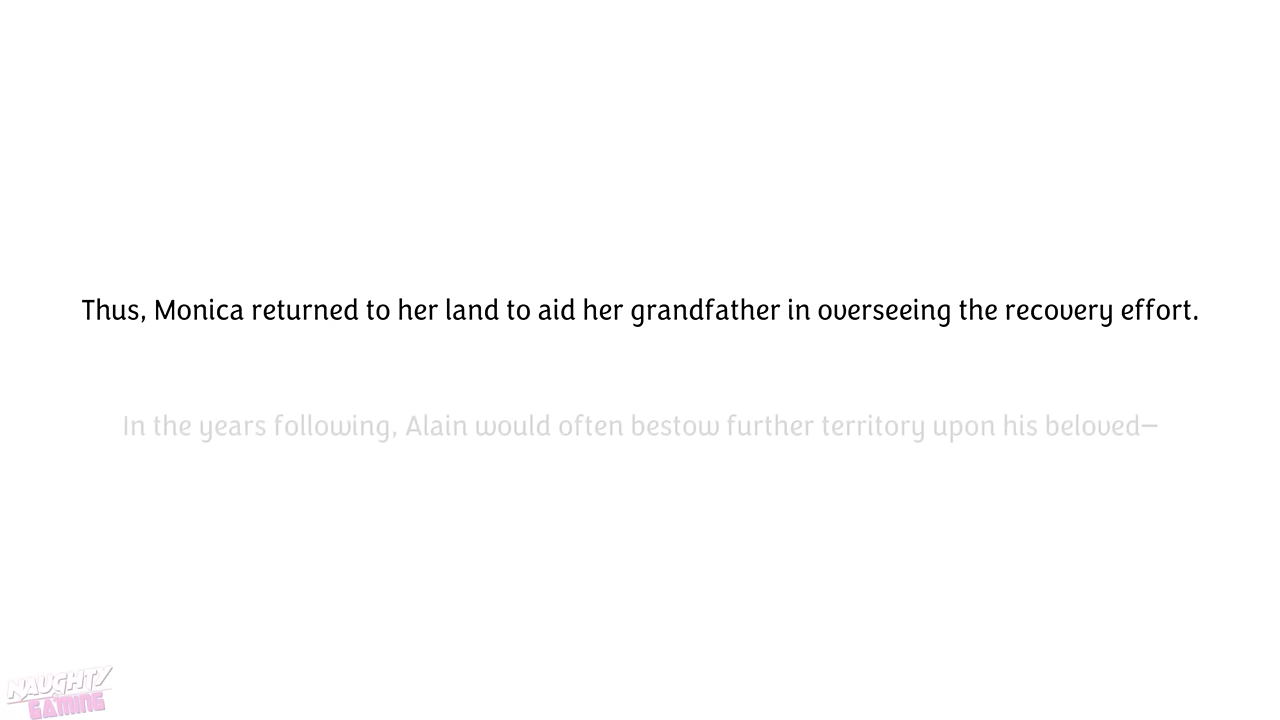 Thus, Monica returned to her land to aid her grandfather in overseeing the recovery effort.
In the years following, Alain would often bestow further territory upon his beloved—
NAUGHTY
GAMING